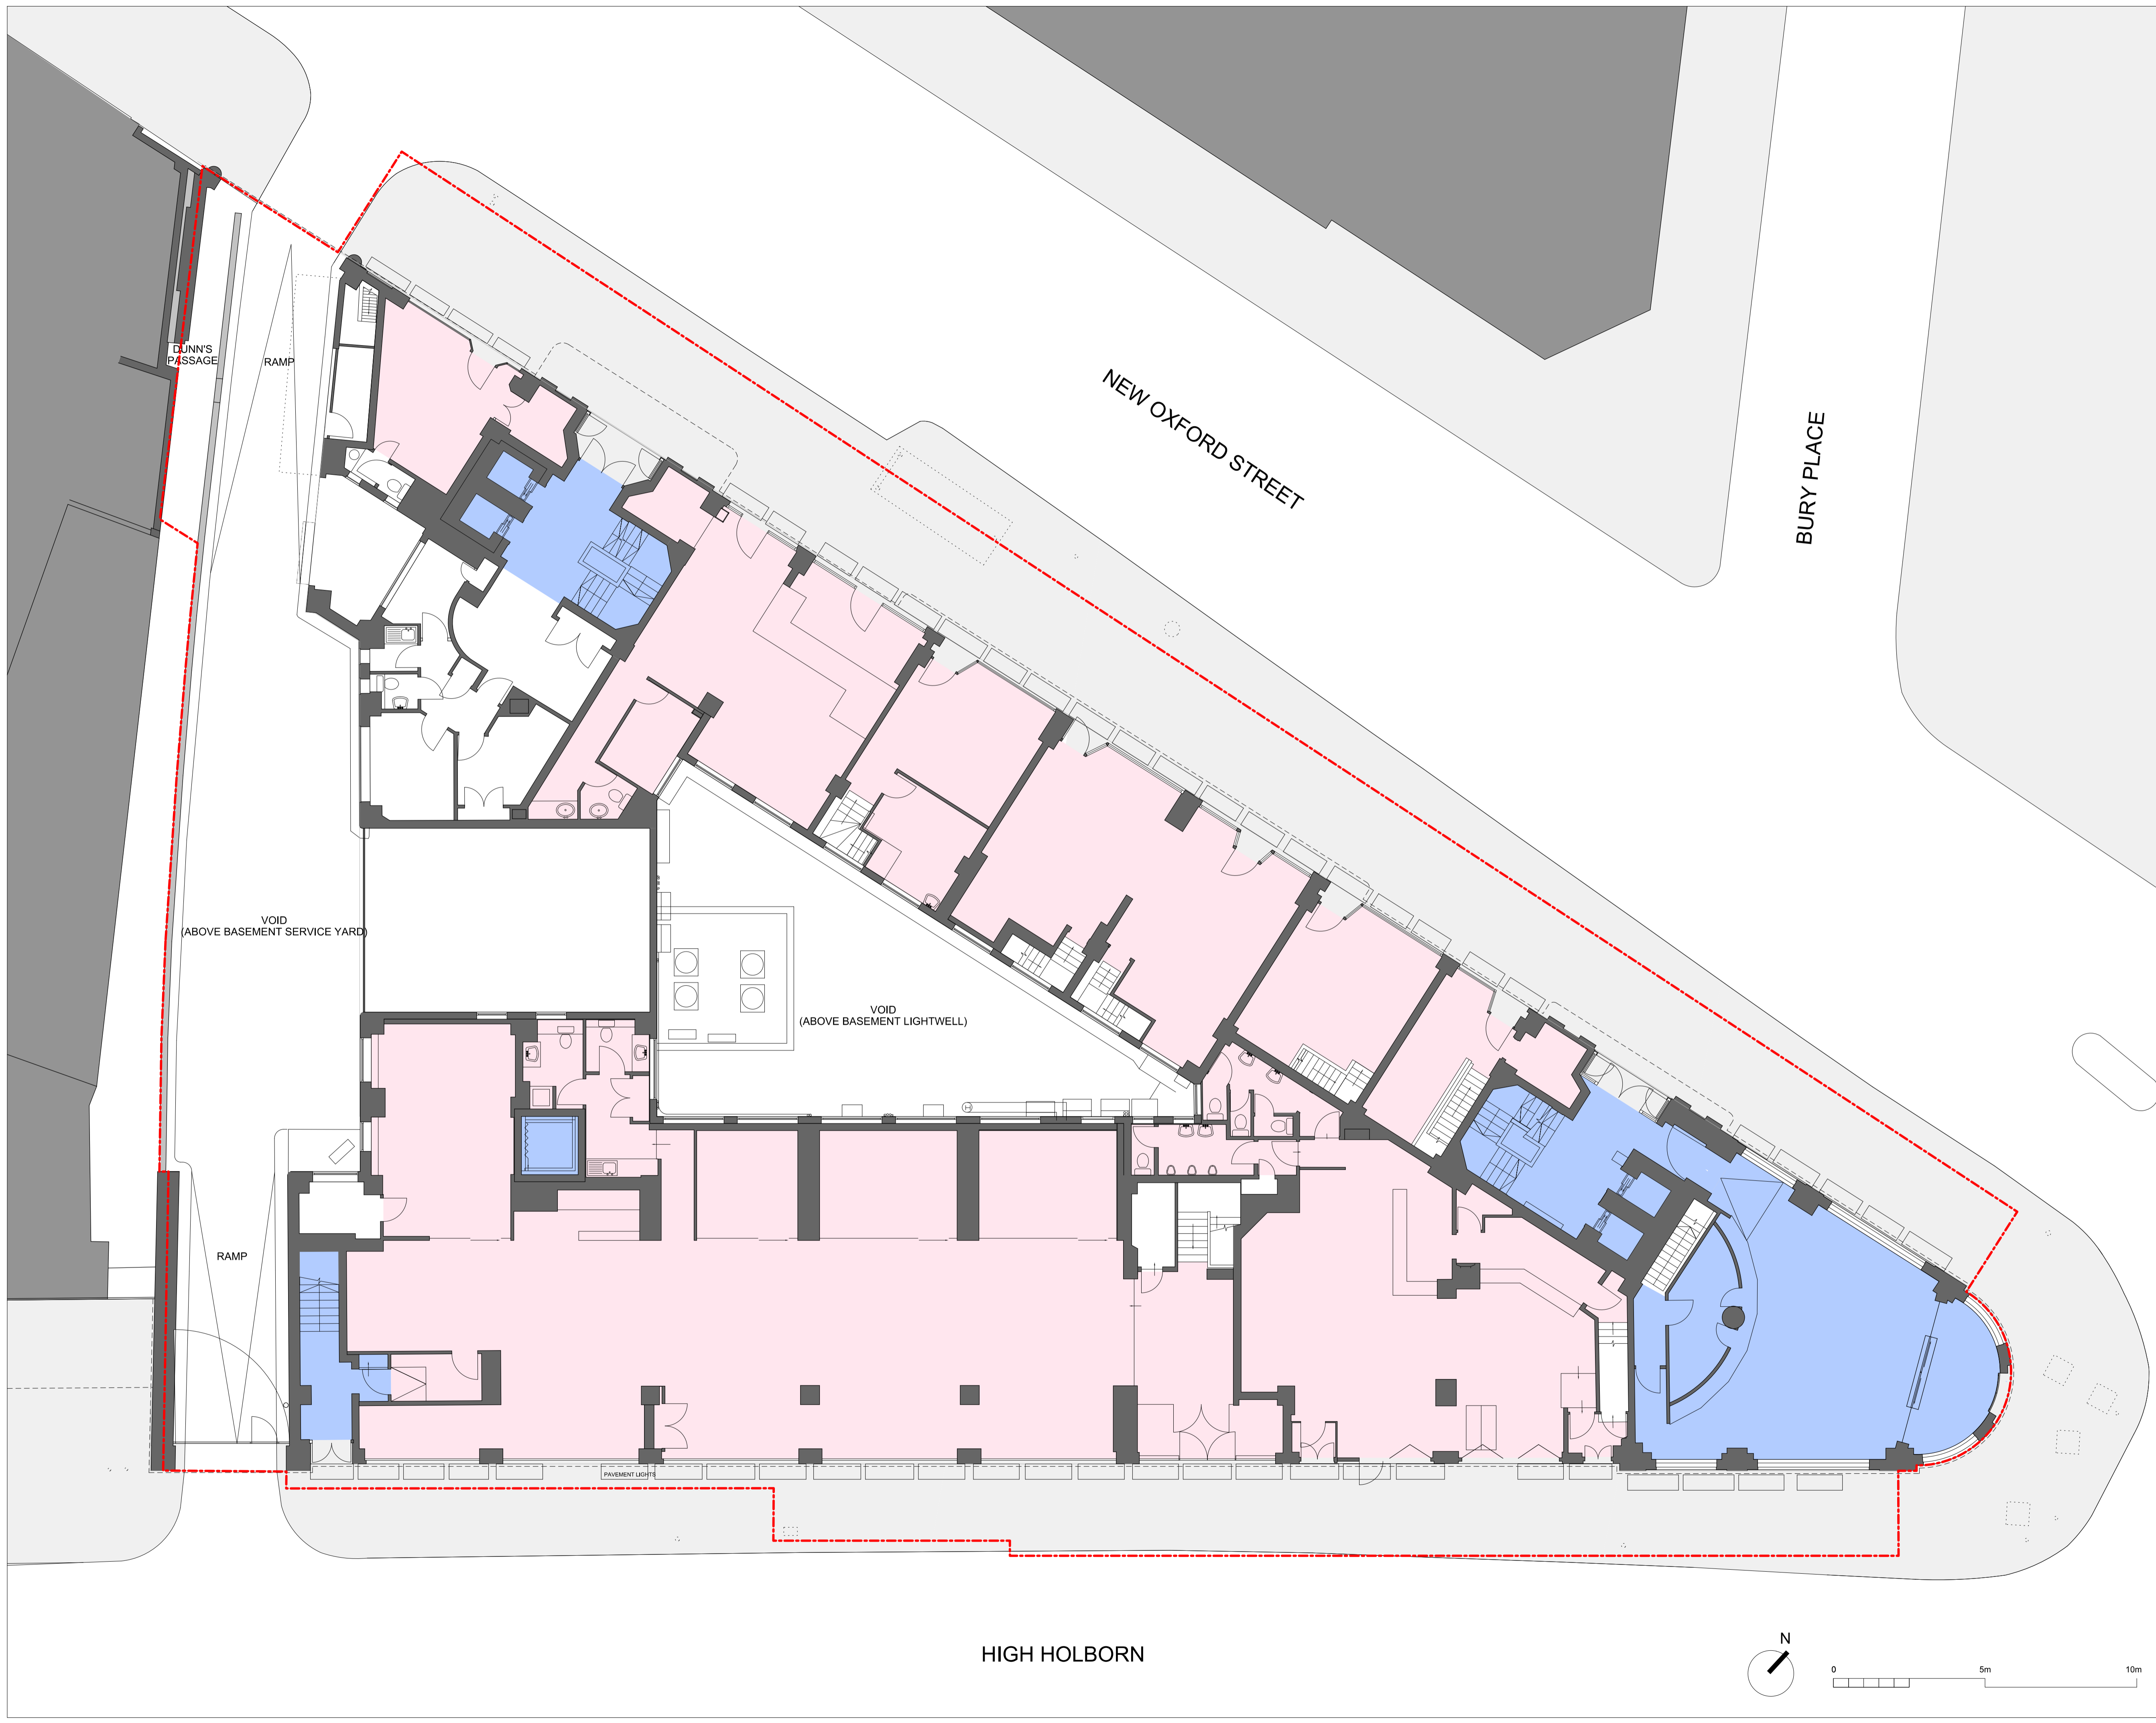 DUNN'S
PASSAGE
RAMP
NEW OXFORD STREET
BURY PLACE
VOID
(ABOVE BASEMENT SERVICE YARD)
VOID
(ABOVE BASEMENT LIGHTWELL)
RAMP
PAVEMENT LIGHTS
HIGH HOLBORN
N
0 5m 10m